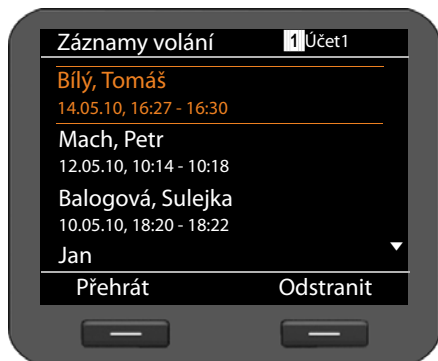 Záznamy volání 1 Účet1
Bílý, Tomáš
14.05.10, 16:27 - 16:30
Mach, Petr
12.05.10, 10:14 - 10:18
Balogová, Sulejka
10.05.10, 18:20 - 18:22
Jan
Přehrát Odstranit